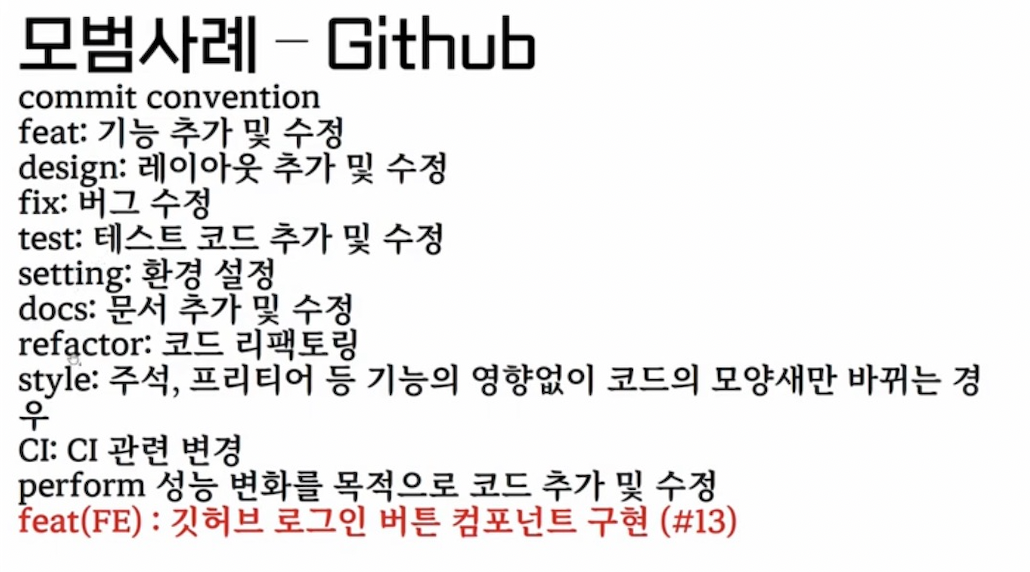 모범사례 – Github
commit convention
feat: 기능 추가 및 수정
design: 레이아웃 추가 및 수정
fix: 버그 수정
test: 테스트 코드 추가 및 수정
setting: 환경 설정
docs: 문서 추가 및 수정
refactor: 코드 리팩토링
style: 주석, 프리티어 등 기능의 영향없이 코드의 모양새만 바뀌는 경
우
CI: CI 관련 변경
perform 성능 변화를 목적으로 코드 추가 및 수정
feat(FE) : 깃허브 로그인 버튼 컴포넌트 구현 (#13)